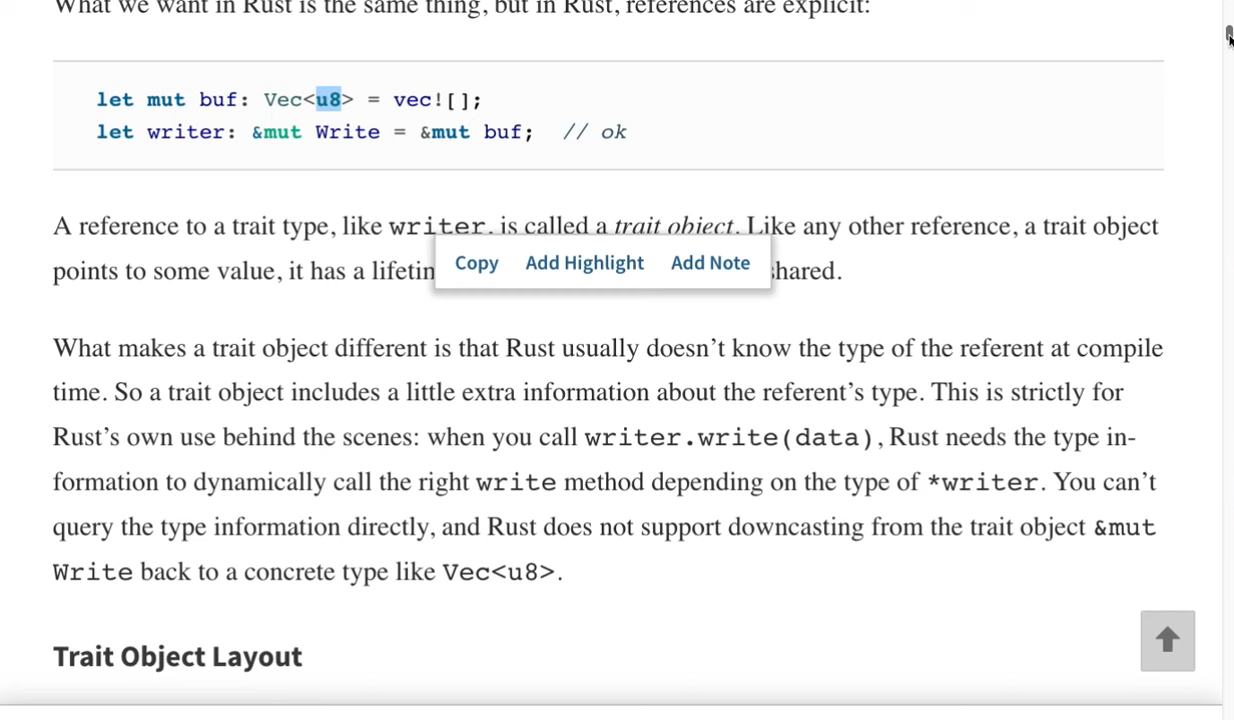 What we want in Rust is the same thing, but in Rust, references are explicit:
let mut buf: Vec<u8> = vec![];
let writer: &mut Write = &mut buf;  // ok
A reference to a trait type, like writer, is called a trait object. Like any other reference, a trait object
points to some value, it has a lifetim
Copy Add Highlight Add Note
shared.
What makes a trait object different is that Rust usually doesn’t know the type of the referent at compile
time. So a trait object includes a little extra information about the referent’s type. This is strictly for
Rust’s own use behind the scenes: when you call writer.write(data), Rust needs the type in-
formation to dynamically call the right write method depending on the type of *writer. You can’t
query the type information directly, and Rust does not support downcasting from the trait object &mut
Write back to a concrete type like Vec<u8>.
Trait Object Layout